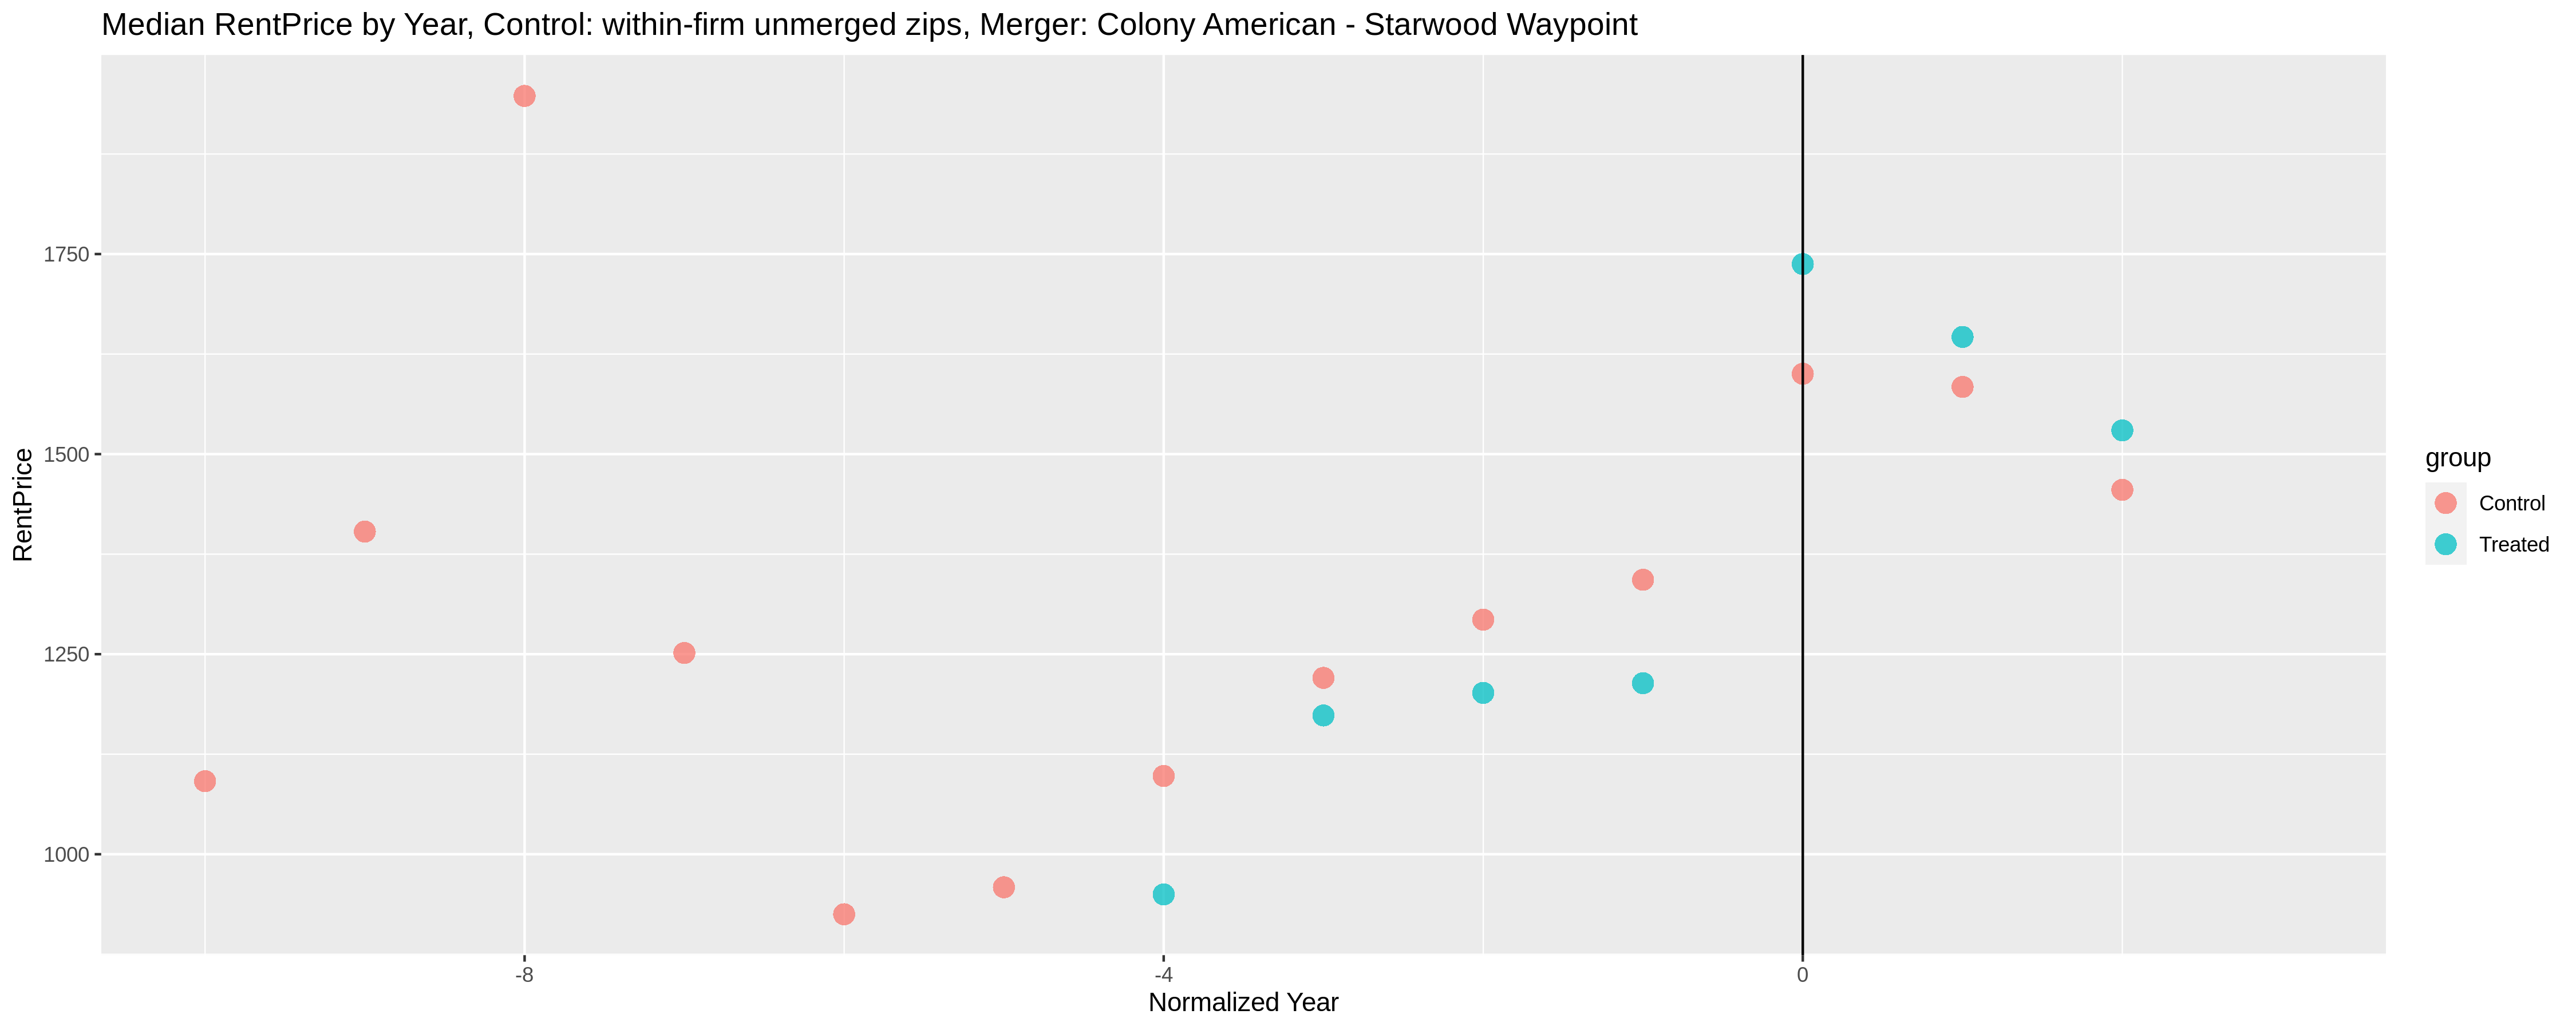 Median RentPrice by Year, Control: within-firm unmerged zips, Merger: Colony American - Starwood Waypoint
RentPrice
1750
1500
1250
1000
-8
-4
0
Normalized Year
group
Control
Treated